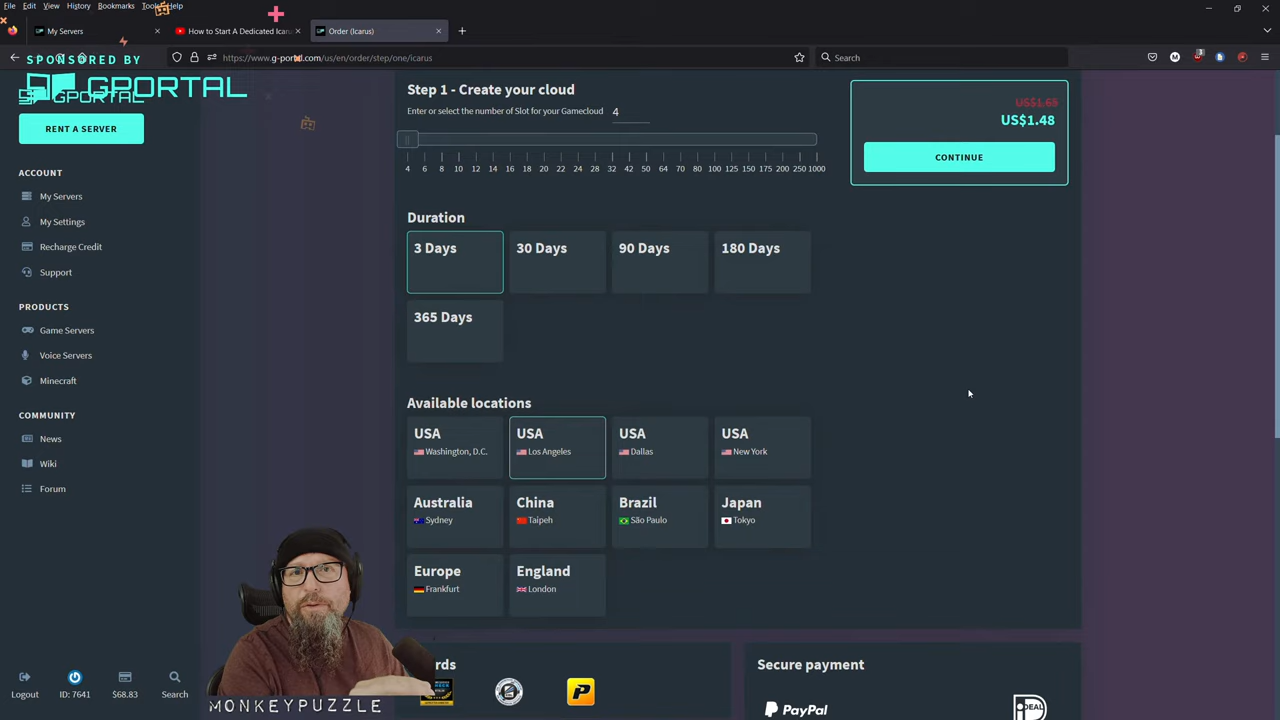 File Edit View History Bookmarks Tools Help
My Servers
How to Start A Dedicated Icaru
Order (Icarus)
https://www.g-portal.com/us/en/order/step/one/icarus
Search
SPONSORED BY
GPORTAL
GPORTAL
RENT A SERVER
ACCOUNT
My Servers
My Settings
Recharge Credit
Support
PRODUCTS
Game Servers
Voice Servers
Minecraft
COMMUNITY
News
Wiki
Forum
Logout
ID: 7641
$68.83
Search
Step 1 - Create your cloud
Enter or select the number of Slot for your Gamecloud 4
4 6 8 10 12 14 16 18 20 22 24 26 28 32 42 50 64 70 80 100 125 150 200 250 1000
US$1.65
US$1.48
CONTINUE
Duration
3 Days
30 Days
90 Days
180 Days
365 Days
Available locations
USA
Washington, D.C.
USA
Los Angeles
USA
Dallas
USA
New York
Australia
Sydney
China
Taipeh
Brazil
São Paulo
Japan
Tokyo
Europe
Frankfurt
England
London
rds
Secure payment
P
PayPal
iDEAL
MONKEYPUZZLE